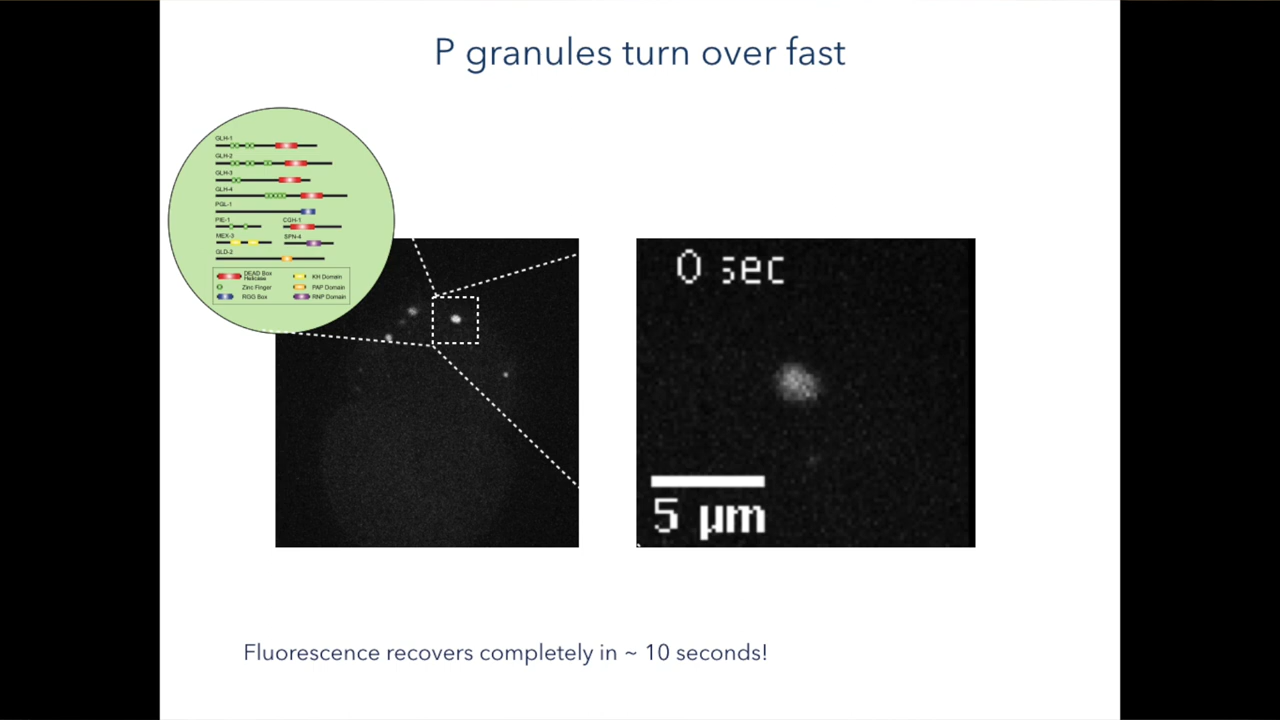 P granules turn over fast
GLH-1
GLH-2
GLH-3
GLH-4
PGL-1
PIE-1 CGH-1
MEX-3 SPN-4
GLD-2
DEAD Box Helicase KH Domain
Zinc Finger PAP Domain
RGG Box RNP Domain
0 sec
5 µm
Fluorescence recovers completely in ~ 10 seconds!